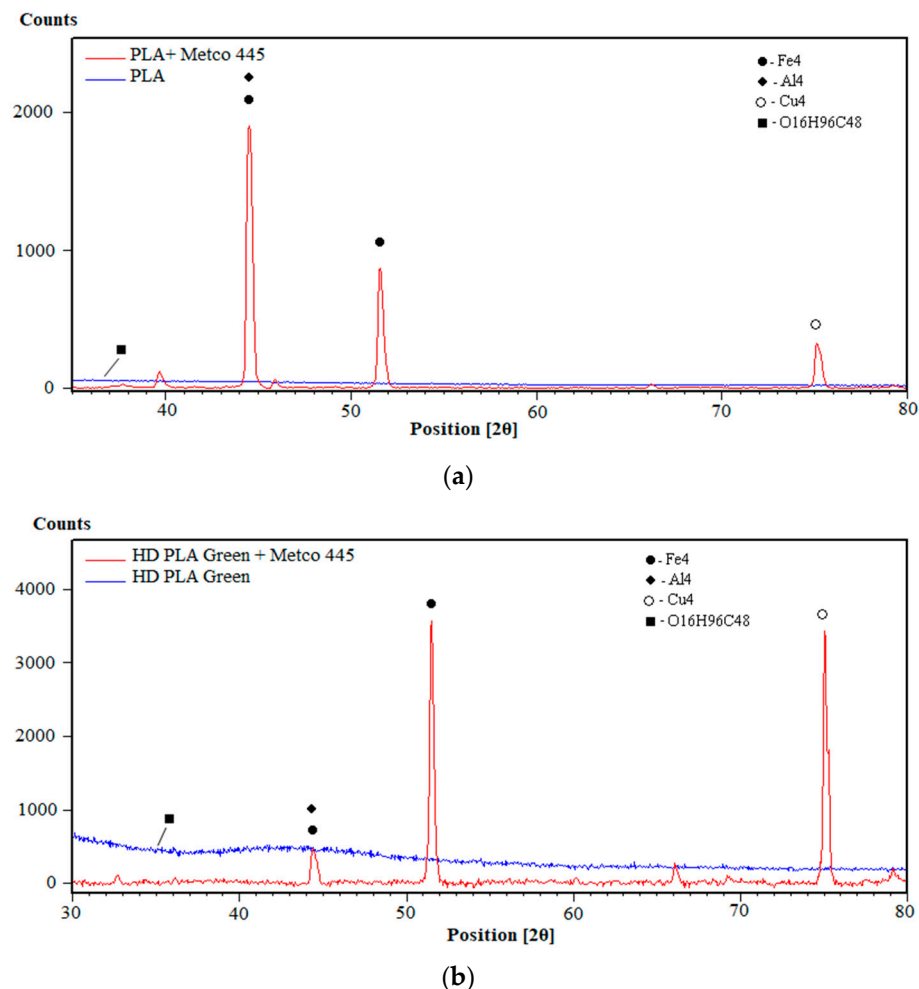 Counts
PLA+ Metco 445
PLA
- Fe4
- Al4
- Cu4
- O16H96C48
2000
1000
0
40 50 60 70 80
Position [2θ]
(a)
Counts
HD PLA Green + Metco 445
HD PLA Green
- Fe4
- Al4
- Cu4
- O16H96C48
4000
3000
2000
1000
0
30 40 50 60 70 80
Position [2θ]
(b)